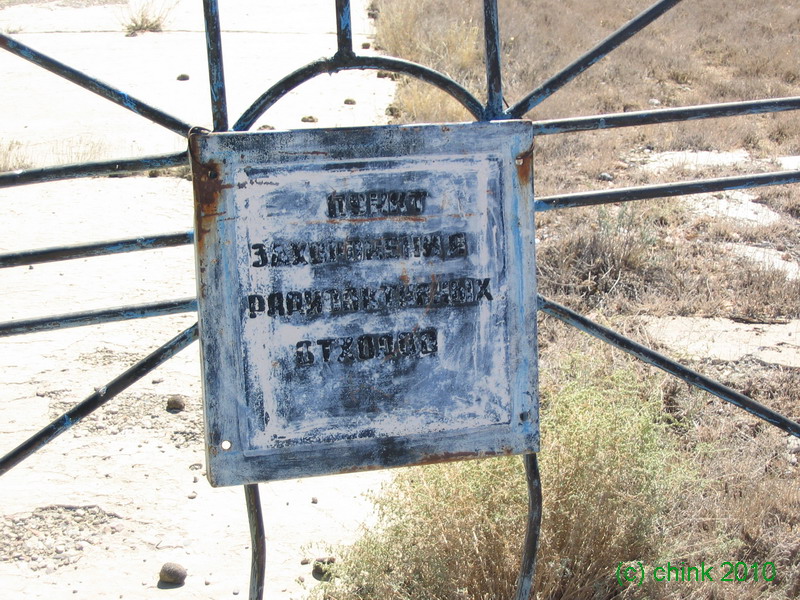 ПУНКТ
ЗАХОРОНЕНИЯ
РАДИОАКТИВНЫХ
ОТХОДОВ
(c) chink 2010